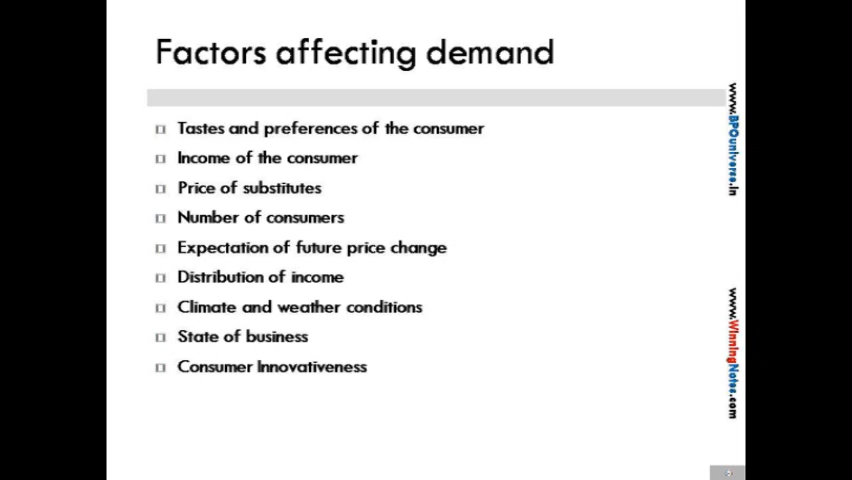 Factors affecting demand
Tastes and preferences of the consumer
Income of the consumer
Price of substitutes
Number of consumers
Expectation of future price change
Distribution of income
Climate and weather conditions
State of business
Consumer Innovativeness
www.BPOuniverse.in
www.WinningNotes.com